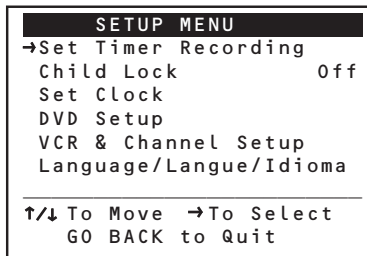 SETUP MENU
→Set Timer Recording
Child Lock Off
Set Clock
DVD Setup
VCR & Channel Setup
Language/Langue/Idioma
↑/↓ To Move →To Select
GO BACK to Quit